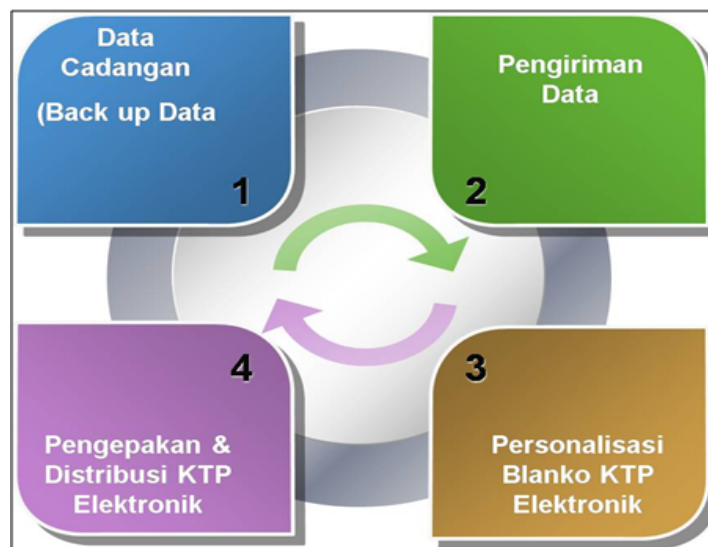 Data
Cadangan
(Back up Data
1
Pengiriman
Data
2
4
Pengepakan &
Distribusi KTP
Elektronik
3
Personalisasi
Blanko KTP
Elektronik